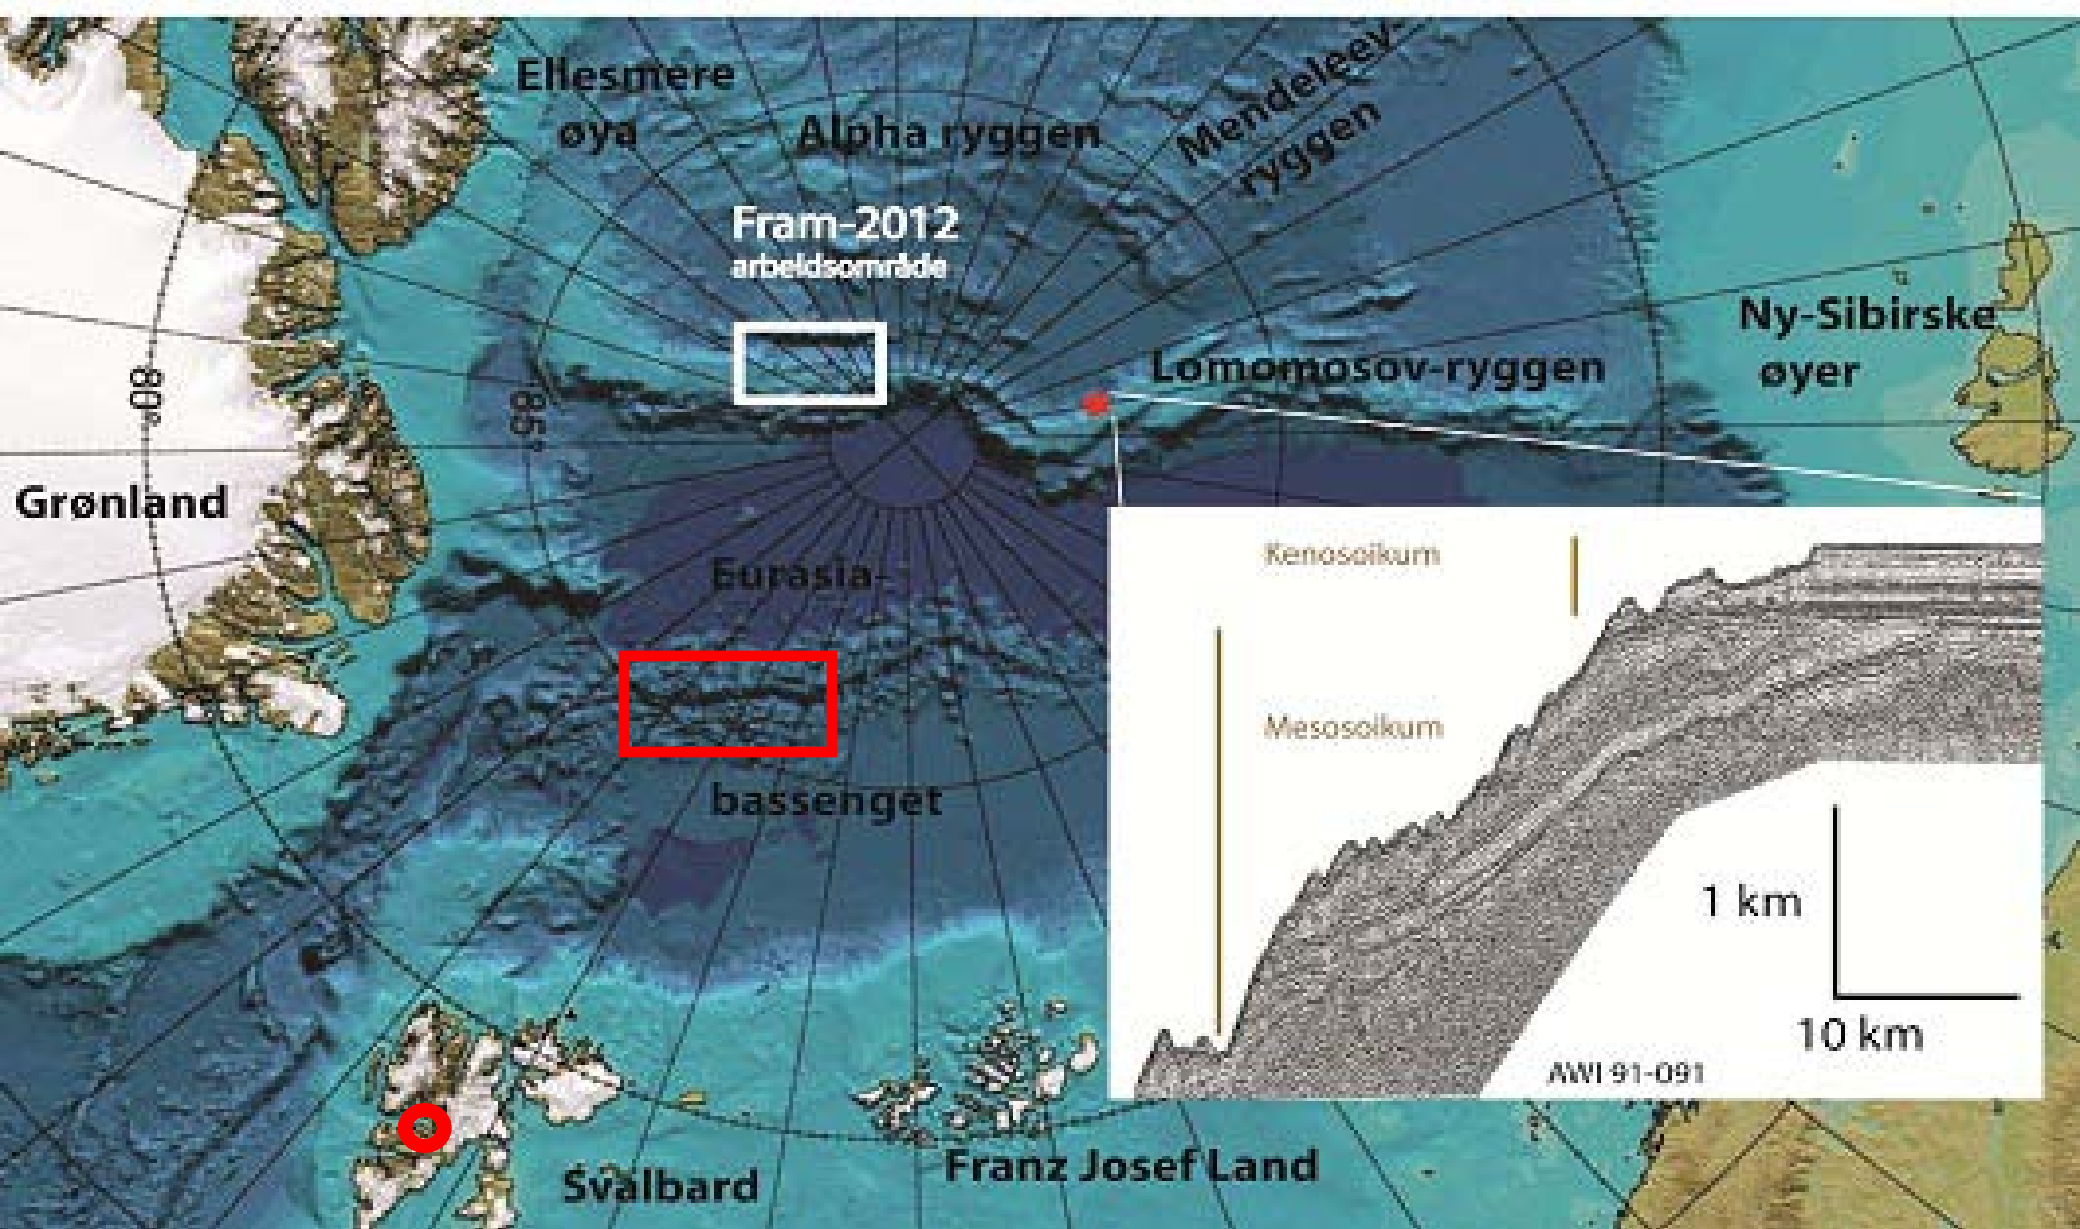 Ellesmere
øya
Alpha ryggen
Mendeleev-
ryggen
Fram-2012
arbeidsområde
Ny-Sibirske
øyer
Lomomosov-ryggen
80°
85°
Grønland
Eurasia-
bassenget
Kenosoikum
Mesosoikum
1 km
10 km
AWI 91-091
Svalbard
Franz Josef Land